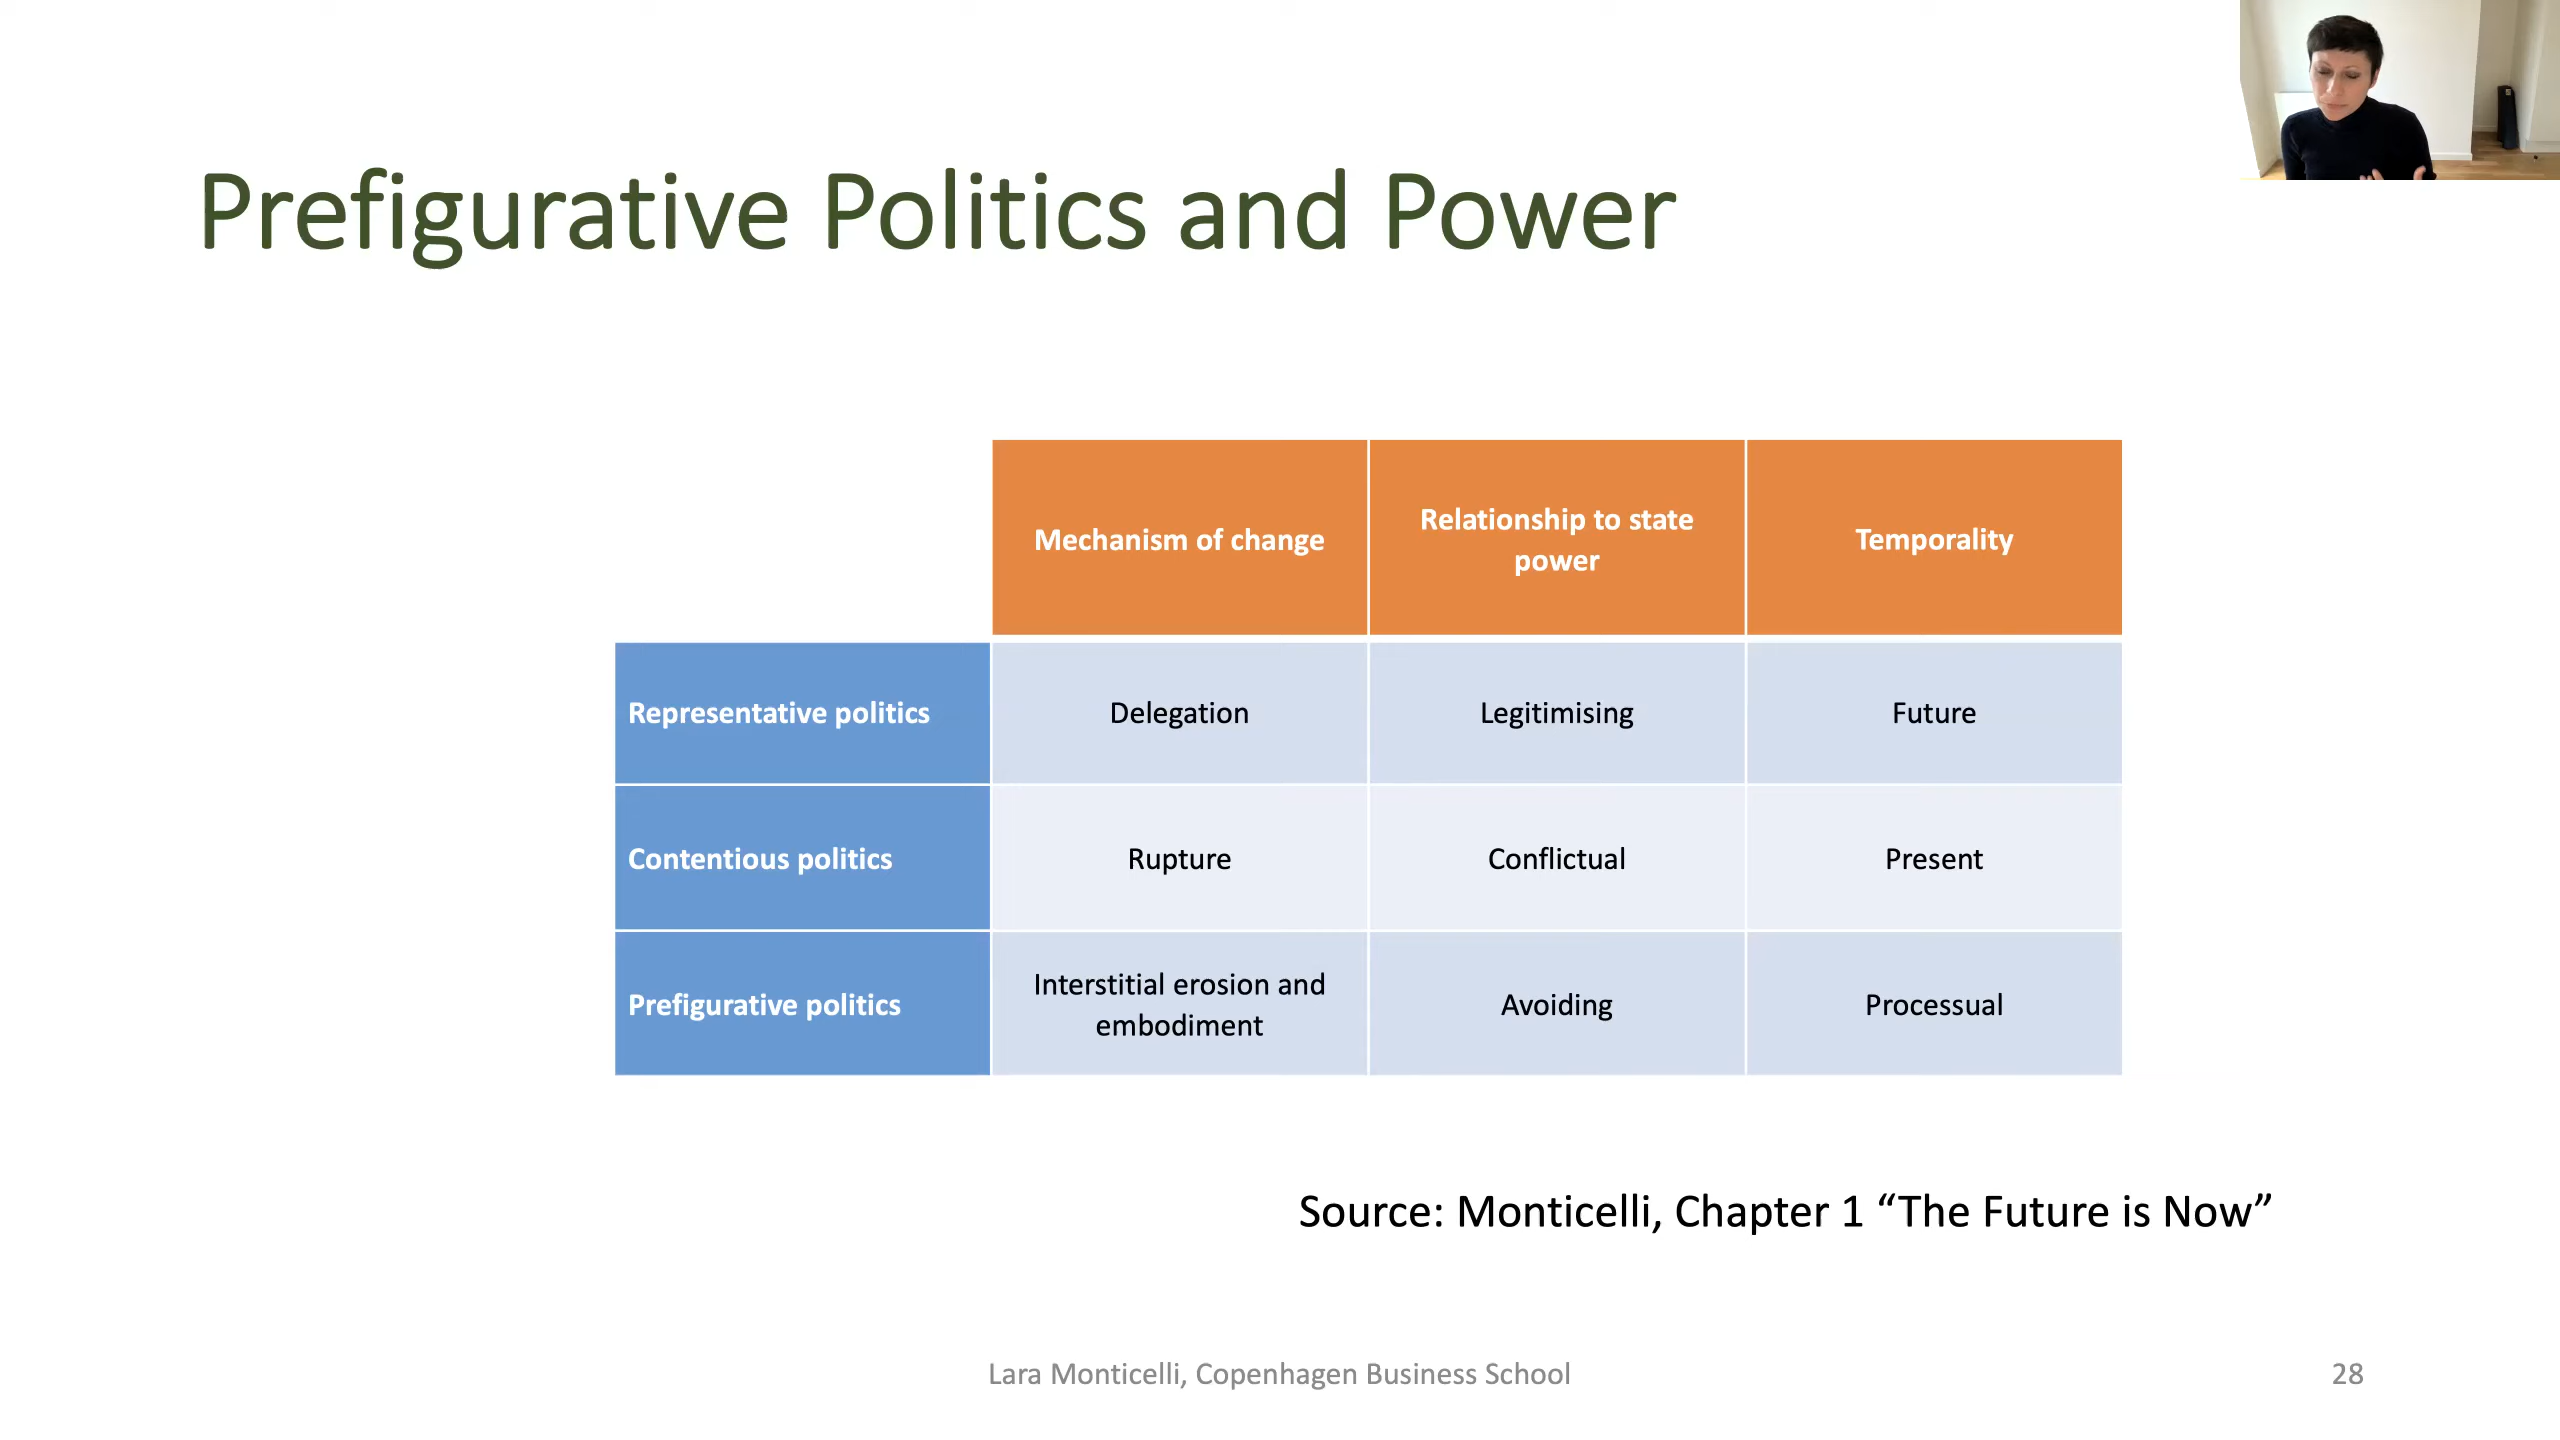 Prefigurative Politics and Power
Mechanism of change
Relationship to state
power
Temporality
Representative politics
Delegation
Legitimising
Future
Contentious politics
Rupture
Conflictual
Present
Prefigurative politics
Interstitial erosion and
embodiment
Avoiding
Processual
Source: Monticelli, Chapter 1 “The Future is Now”
Lara Monticelli, Copenhagen Business School
28